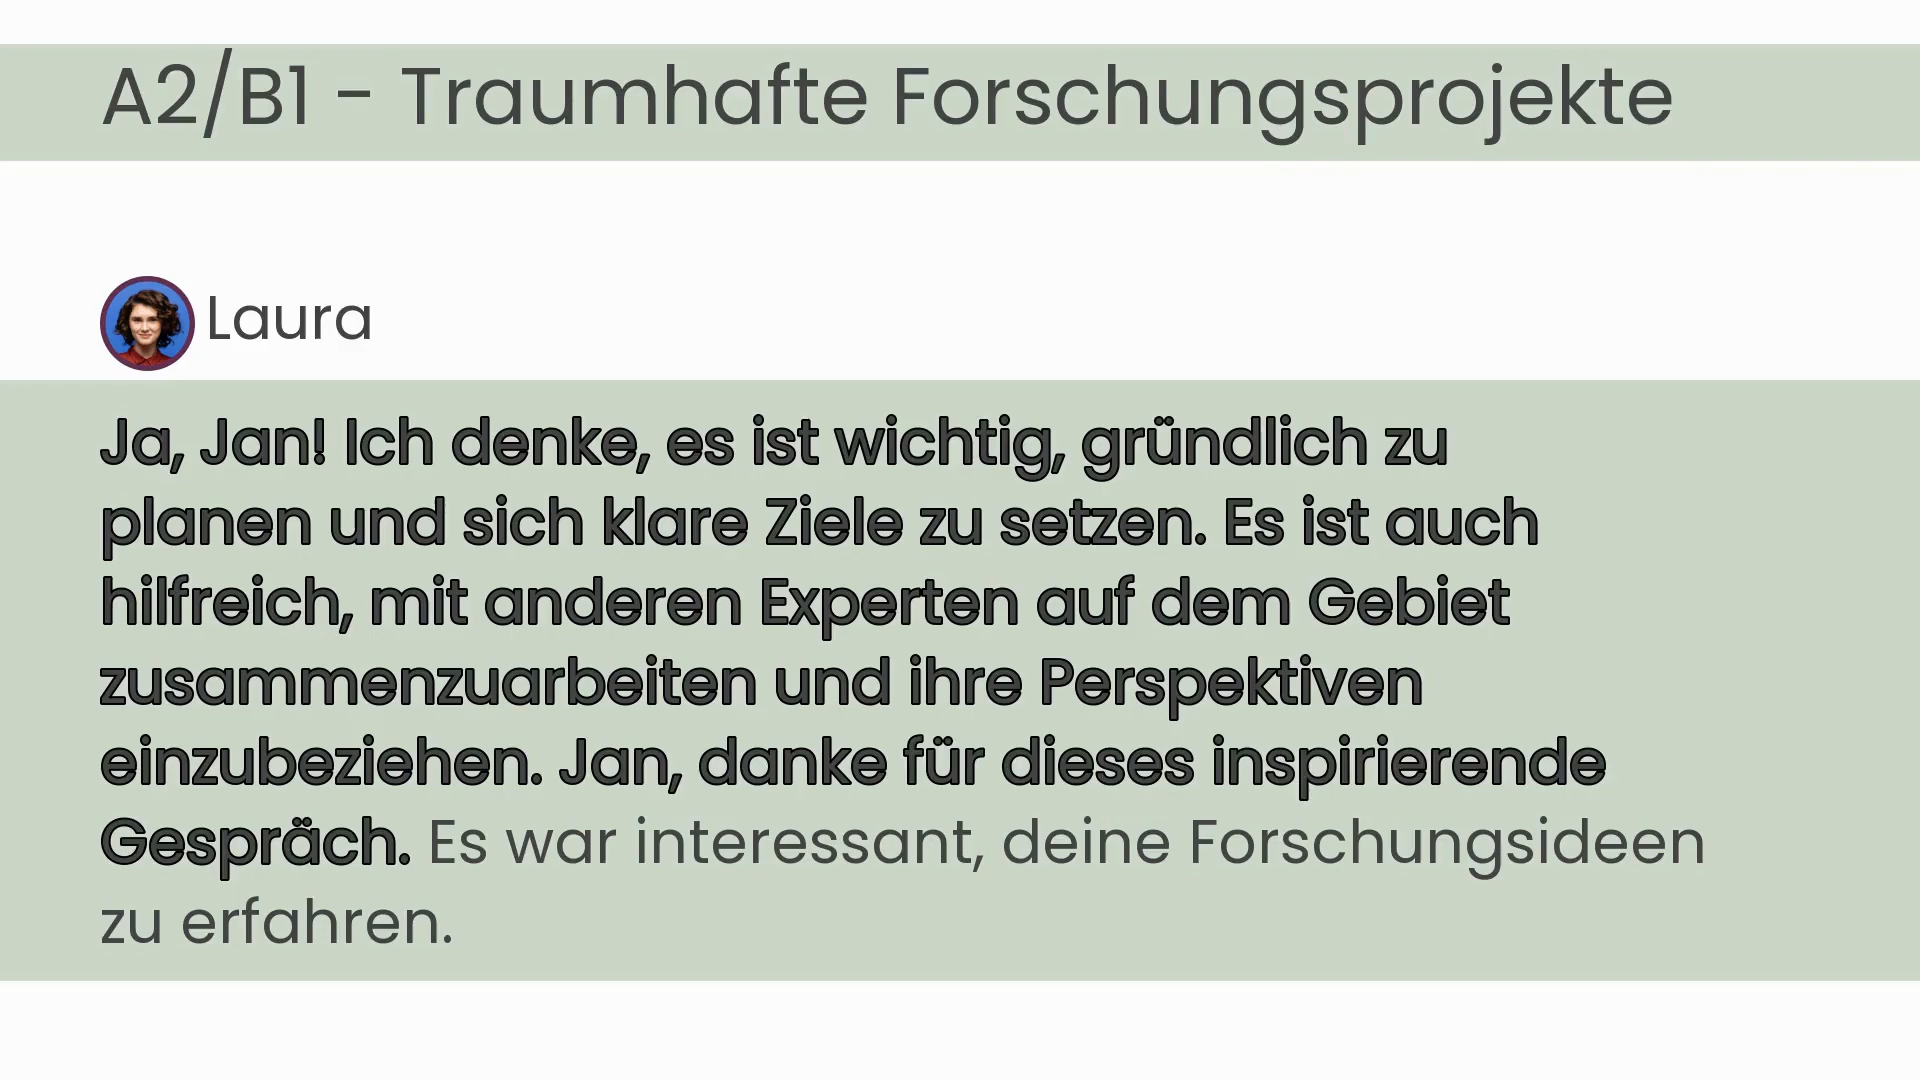 A2/B1 - Traumhafte Forschungsprojekte
Laura
Ja, Jan! Ich denke, es ist wichtig, gründlich zu
planen und sich klare Ziele zu setzen. Es ist auch
hilfreich, mit anderen Experten auf dem Gebiet
zusammenzuarbeiten und ihre Perspektiven
einzubeziehen. Jan, danke für dieses inspirierende
Gespräch. Es war interessant, deine Forschungsideen
zu erfahren.